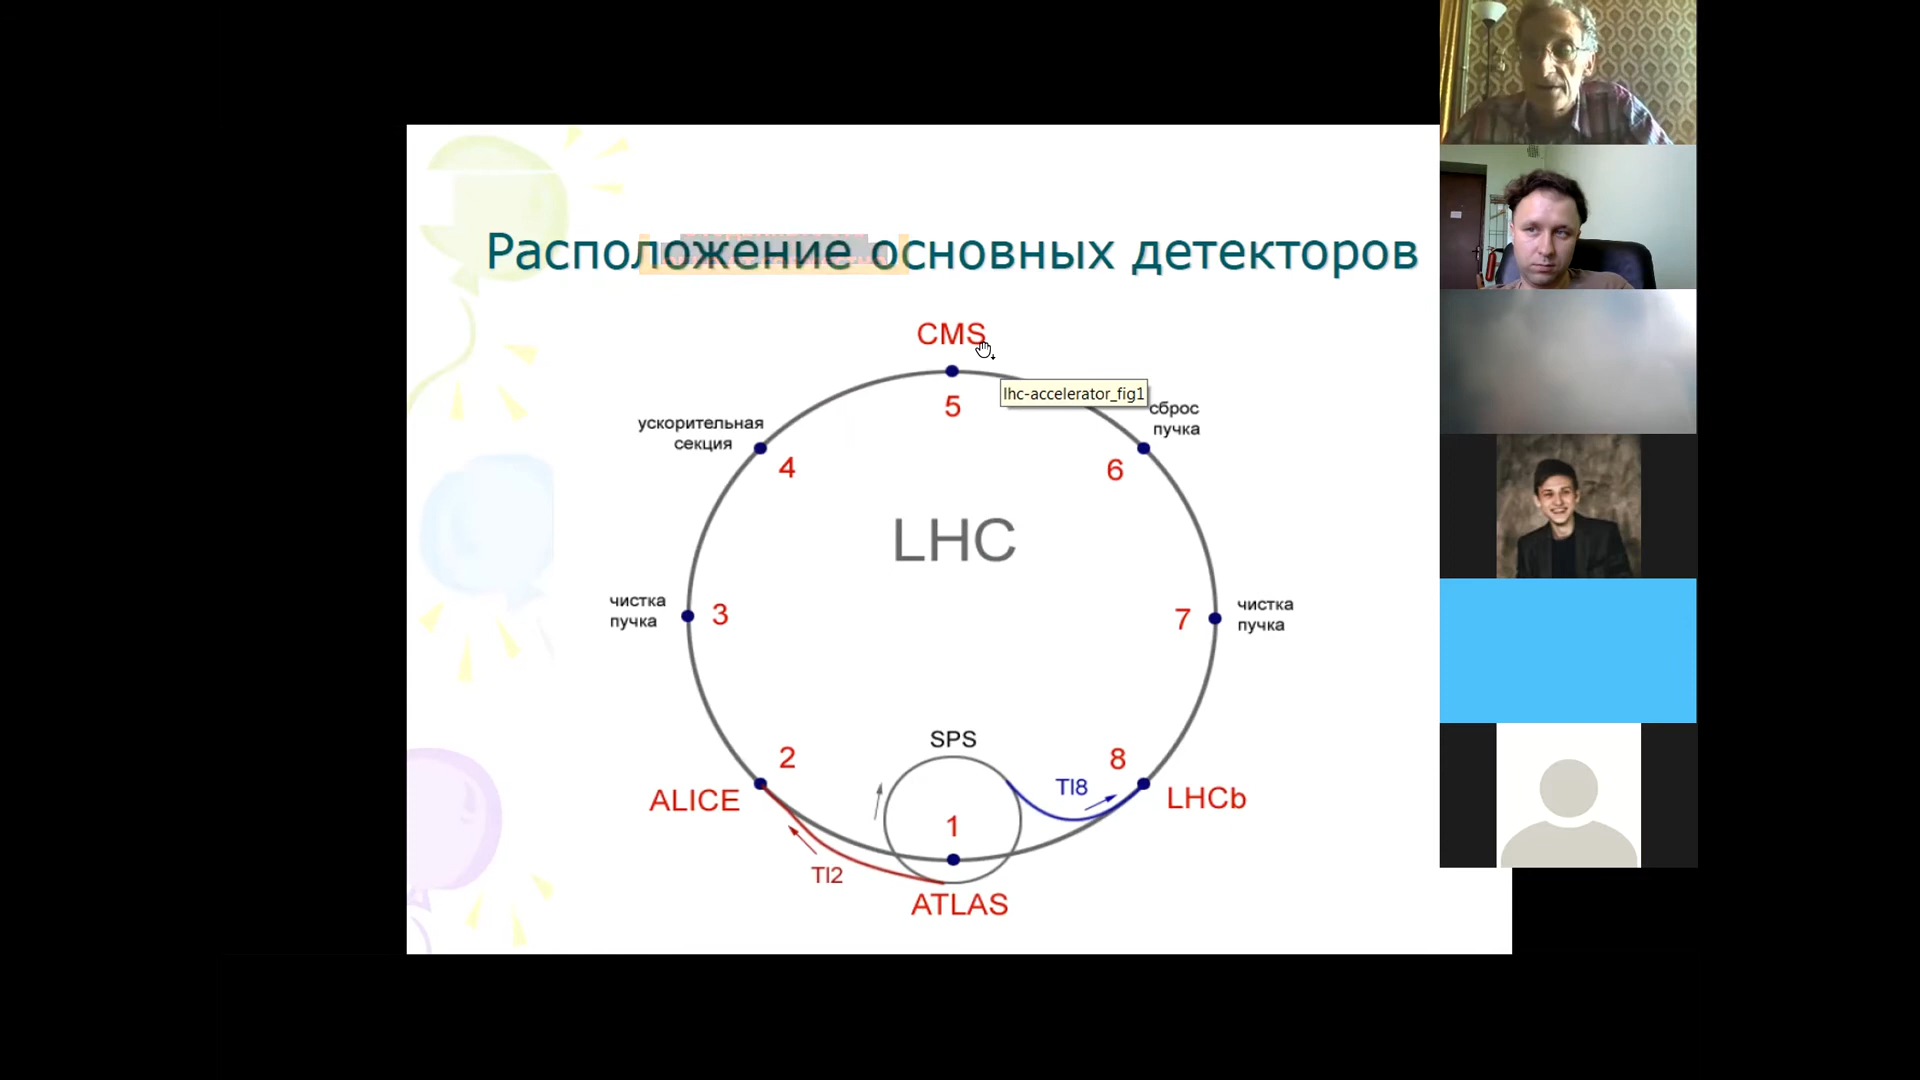 Расположение основных детекторов
CMS
lhc-accelerator_fig1
5
ускорительная
секция
4
сброс
пучка
6
LHC
чистка
пучка
3
7
чистка
пучка
SPS
2
8
TI8
ALICE
LHCb
1
TI2
ATLAS